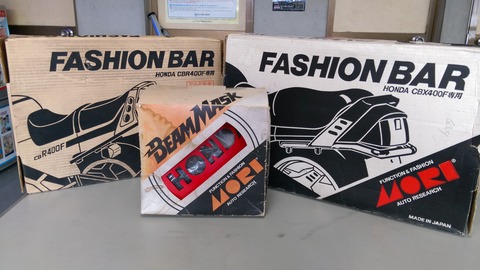 FASHION BAR
HONDA CBR400F専用
CBR400F
FASHION BAR
HONDA CBX400F専用
FUNCTION & FASHION
MORI
AUTO RESEARCH
MADE IN JAPAN
BEAM MASK
HONDA
FUNCTION & FASHION
MORI
AUTO RESEARCH